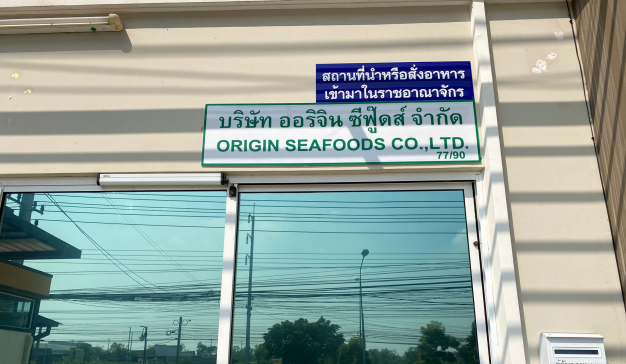 สถานที่นำหรือสั่งอาหาร
เข้ามาในราชอาณาจักร
บริษัท ออริจิน ซีฟู๊ดส์ จำกัด
ORIGIN SEAFOODS CO.,LTD.
77/90